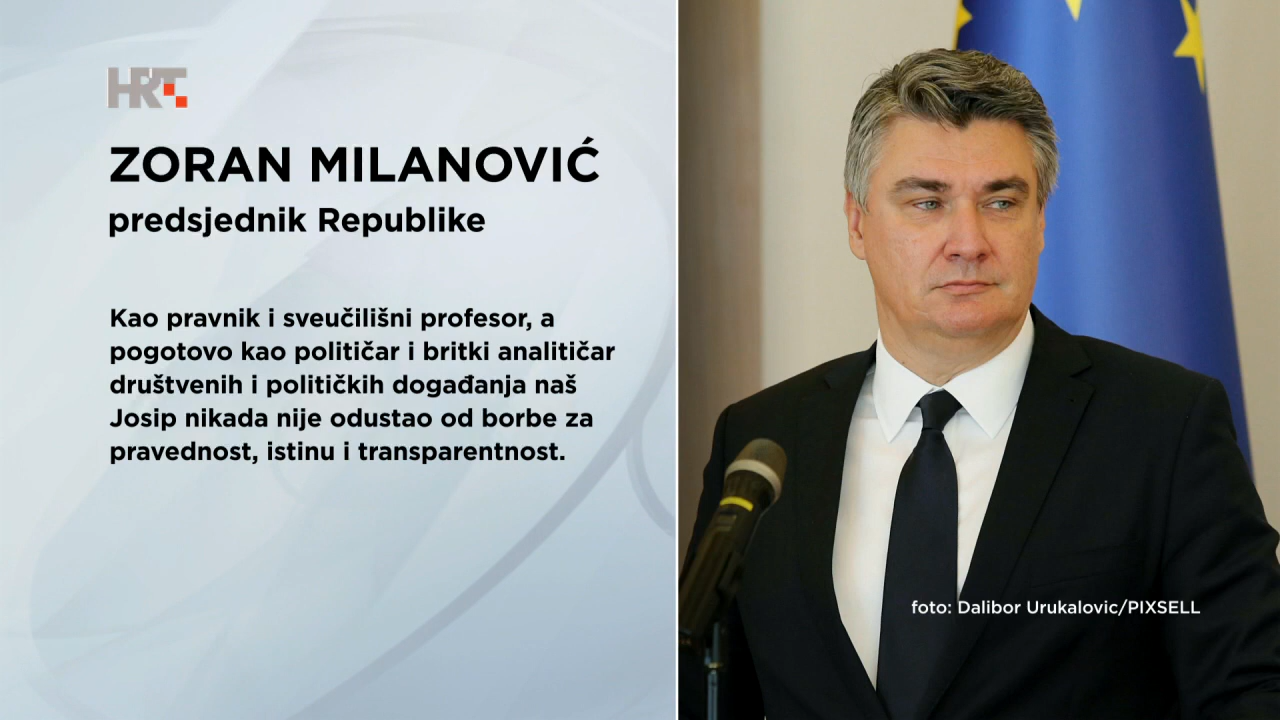 HRT
ZORAN MILANOVIĆ
predsjednik Republike
Kao pravnik i sveučilišni profesor, a
pogotovo kao političar i britki analitičar
društvenih i političkih događanja naš
Josip nikada nije odustao od borbe za
pravednost, istinu i transparentnost.
foto: Dalibor Urukalovic/PIXSELL